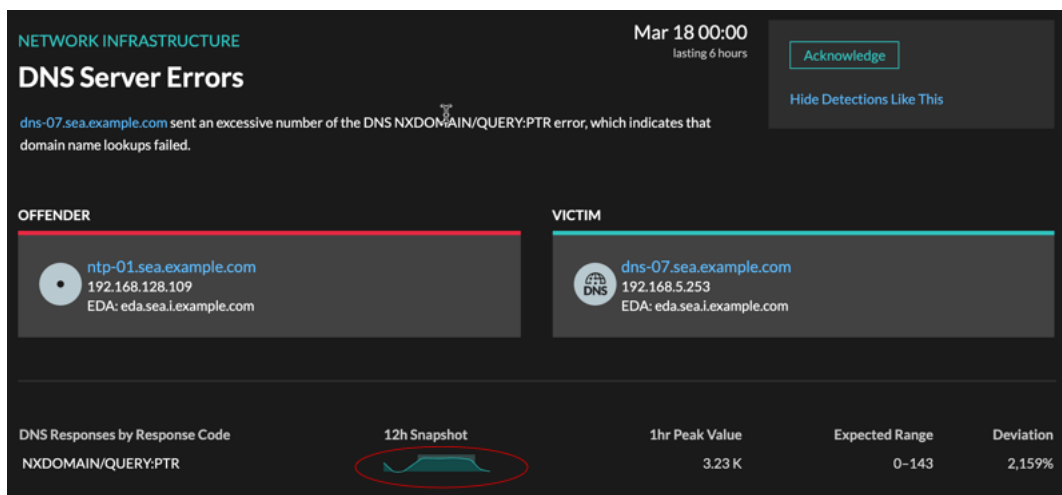 NETWORK INFRASTRUCTURE
DNS Server Errors
Mar 18 00:00
lasting 6 hours
Acknowledge
Hide Detections Like This
dns-07.sea.example.com sent an excessive number of the DNS NXDOMAIN/QUERY:PTR error, which indicates that
domain name lookups failed.
OFFENDER
ntp-01.sea.example.com
192.168.128.109
EDA: eda.sea.i.example.com
VICTIM
DNS
dns-07.sea.example.com
192.168.5.253
EDA: eda.sea.i.example.com
DNS Responses by Response Code 12h Snapshot 1hr Peak Value Expected Range Deviation
NXDOMAIN/QUERY:PTR 3.23 K 0–143 2,159%